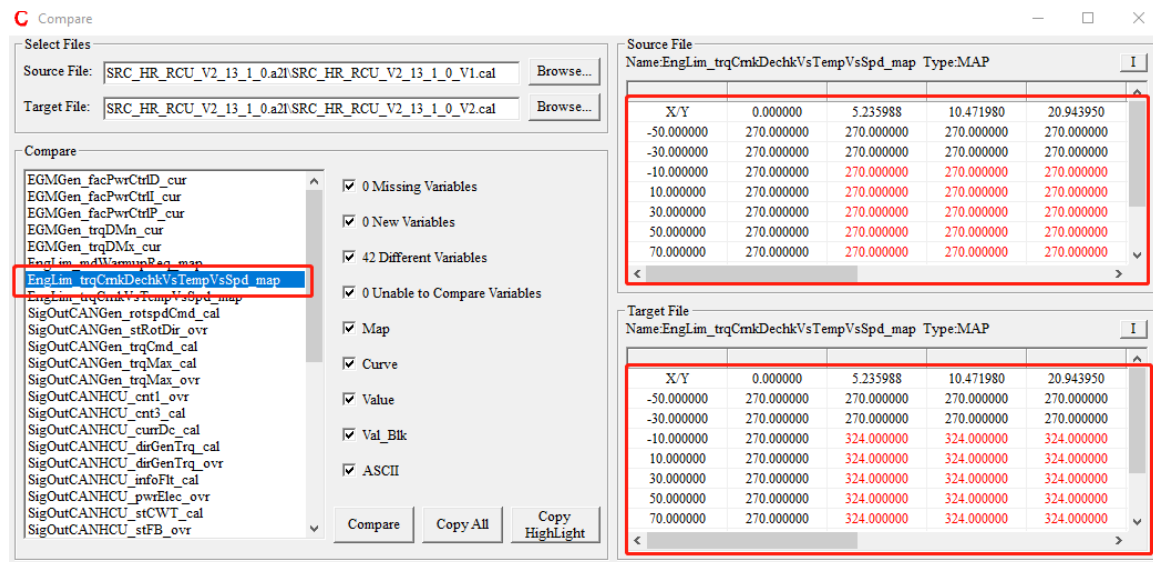 C Compare
Select Files
Source File: SRC_HR_RCU_V2_13_1_0.a2l\SRC_HR_RCU_V2_13_1_0_V1.cal Browse...
Target File: SRC_HR_RCU_V2_13_1_0.a2l\SRC_HR_RCU_V2_13_1_0_V2.cal Browse...
Compare
EGMGen_facPwrCtrlD_cur
EGMGen_facPwrCtrlI_cur
EGMGen_facPwrCtrlP_cur
EGMGen_trqDMn_cur
EGMGen_trqDMx_cur
EngLim_mdWarmupReq_map
EngLim_trqCrnkDechkVsTempVsSpd_map
EngLim_trqCrnkVsTempVsSpd_map
SigOutCANGen_rotspdCmd_cal
SigOutCANGen_stRotDir_ovr
SigOutCANGen_trqCmd_cal
SigOutCANGen_trqMax_cal
SigOutCANGen_trqMax_ovr
SigOutCANHCU_cnt1_ovr
SigOutCANHCU_cnt3_cal
SigOutCANHCU_currDc_cal
SigOutCANHCU_dirGenTrq_cal
SigOutCANHCU_dirGenTrq_ovr
SigOutCANHCU_infoFlt_cal
SigOutCANHCU_pwrElec_ovr
SigOutCANHCU_stCWT_cal
SigOutCANHCU_stFB_ovr
0 Missing Variables
0 New Variables
42 Different Variables
0 Unable to Compare Variables
Map
Curve
Value
Val_Blk
ASCII
Compare
Copy All
Copy
HighLight
Source File
Name:EngLim_trqCrnkDechkVsTempVsSpd_map Type:MAP I
X/Y 0.000000 5.235988 10.471980 20.943950
-50.000000 270.000000 270.000000 270.000000 270.000000
-30.000000 270.000000 270.000000 270.000000 270.000000
-10.000000 270.000000 270.000000 270.000000 270.000000
10.000000 270.000000 270.000000 270.000000 270.000000
30.000000 270.000000 270.000000 270.000000 270.000000
50.000000 270.000000 270.000000 270.000000 270.000000
70.000000 270.000000 270.000000 270.000000 270.000000
Target File
Name:EngLim_trqCrnkDechkVsTempVsSpd_map Type:MAP I
X/Y 0.000000 5.235988 10.471980 20.943950
-50.000000 270.000000 270.000000 270.000000 270.000000
-30.000000 270.000000 270.000000 270.000000 270.000000
-10.000000 270.000000 324.000000 324.000000 324.000000
10.000000 270.000000 324.000000 324.000000 324.000000
30.000000 270.000000 324.000000 324.000000 324.000000
50.000000 270.000000 324.000000 324.000000 324.000000
70.000000 270.000000 324.000000 324.000000 324.000000